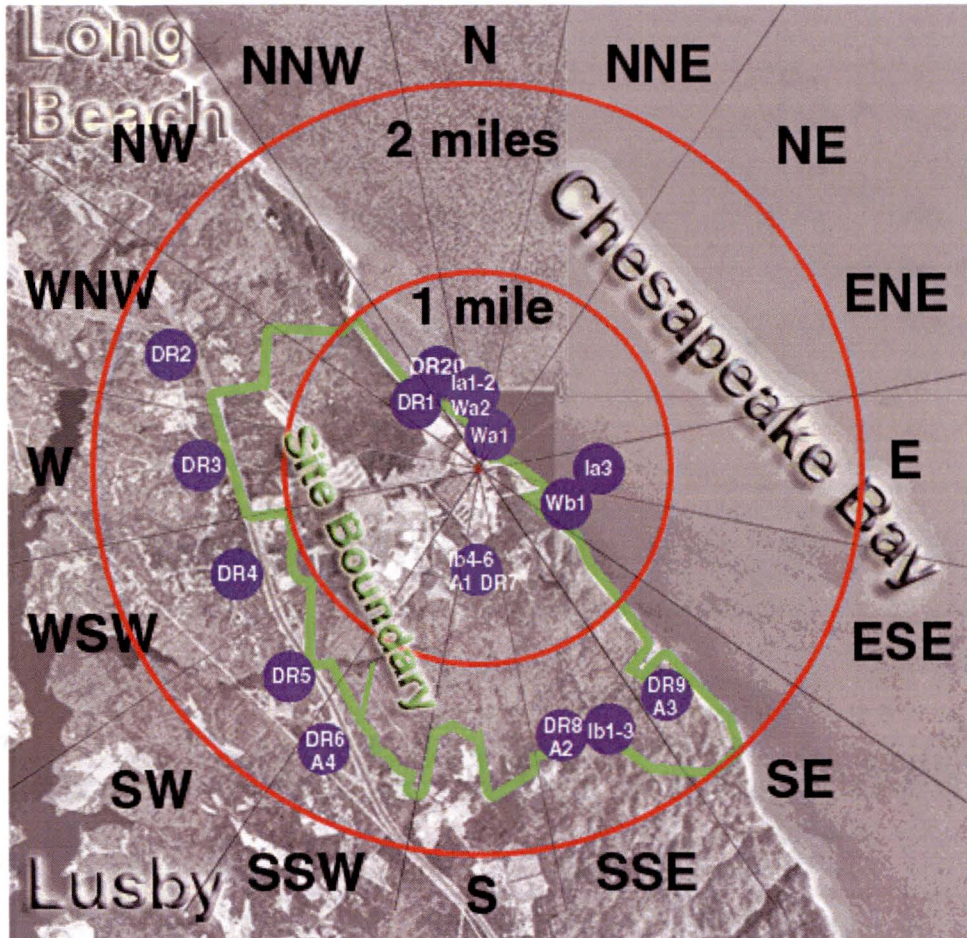 Long
Beach
NNW
N
NNE
NW
2 miles
NE
Chesapeake Bay
WNW
1 mile
ENE
DR2
DR20
Ia1-2
DR1
Wa2
Wa1
W
DR3
Site Boundary
Ia3
E
Wb1
DR4
Ib4-6
A1 DR7
WSW
ESE
DR5
DR9
A3
DR6
A4
DR8
A2
Ib1-3
SW
SE
Lusby
SSW
S
SSE